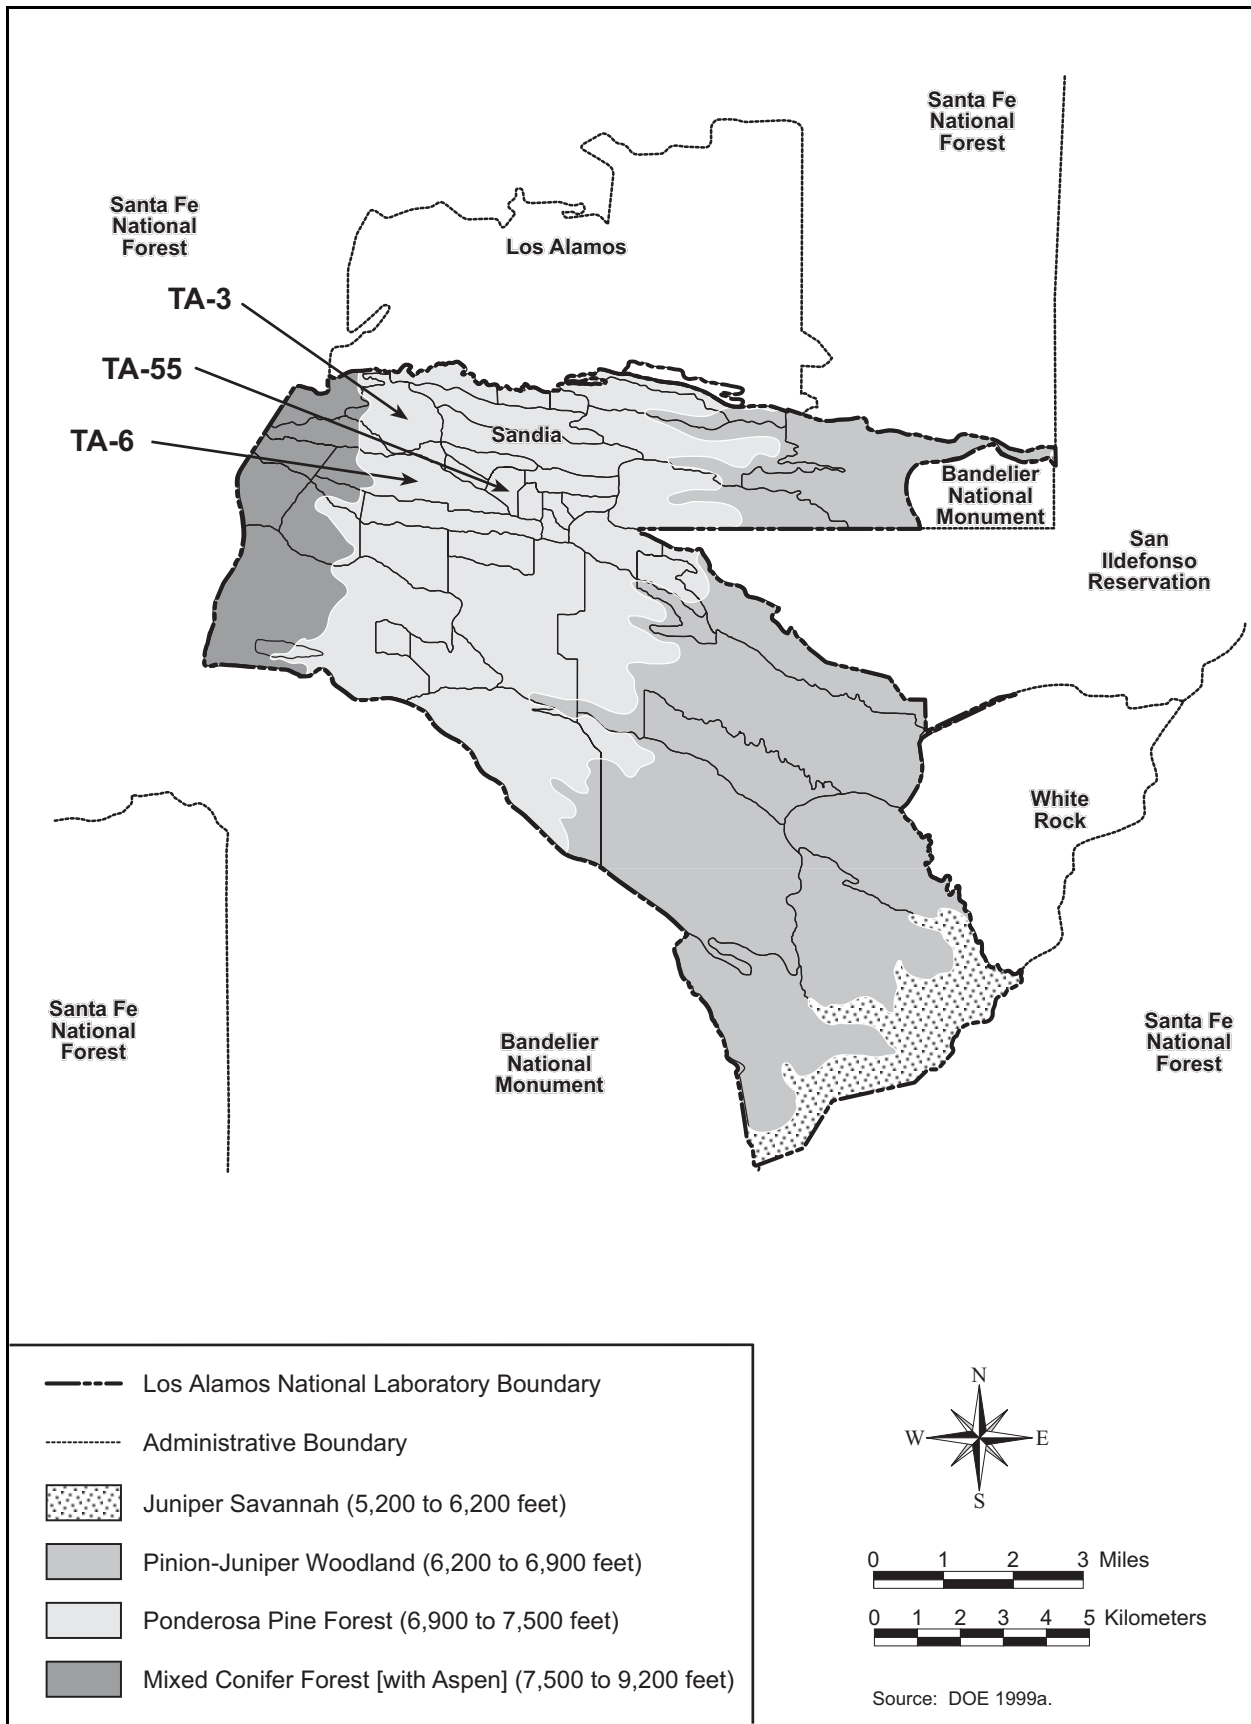 Santa Fe
National
Forest
Santa Fe
National
Forest
Los Alamos
TA-3
TA-55
TA-6
Sandia
Bandelier
National
Monument
San
Ildefonso
Reservation
White
Rock
Santa Fe
National
Forest
Bandelier
National
Monument
Santa Fe
National
Forest
Los Alamos National Laboratory Boundary
Administrative Boundary
Juniper Savannah (5,200 to 6,200 feet)
Pinion-Juniper Woodland (6,200 to 6,900 feet)
Ponderosa Pine Forest (6,900 to 7,500 feet)
Mixed Conifer Forest [with Aspen] (7,500 to 9,200 feet)
N
W E
S
0 1 2 3 Miles
0 1 2 3 4 5 Kilometers
Source: DOE 1999a.